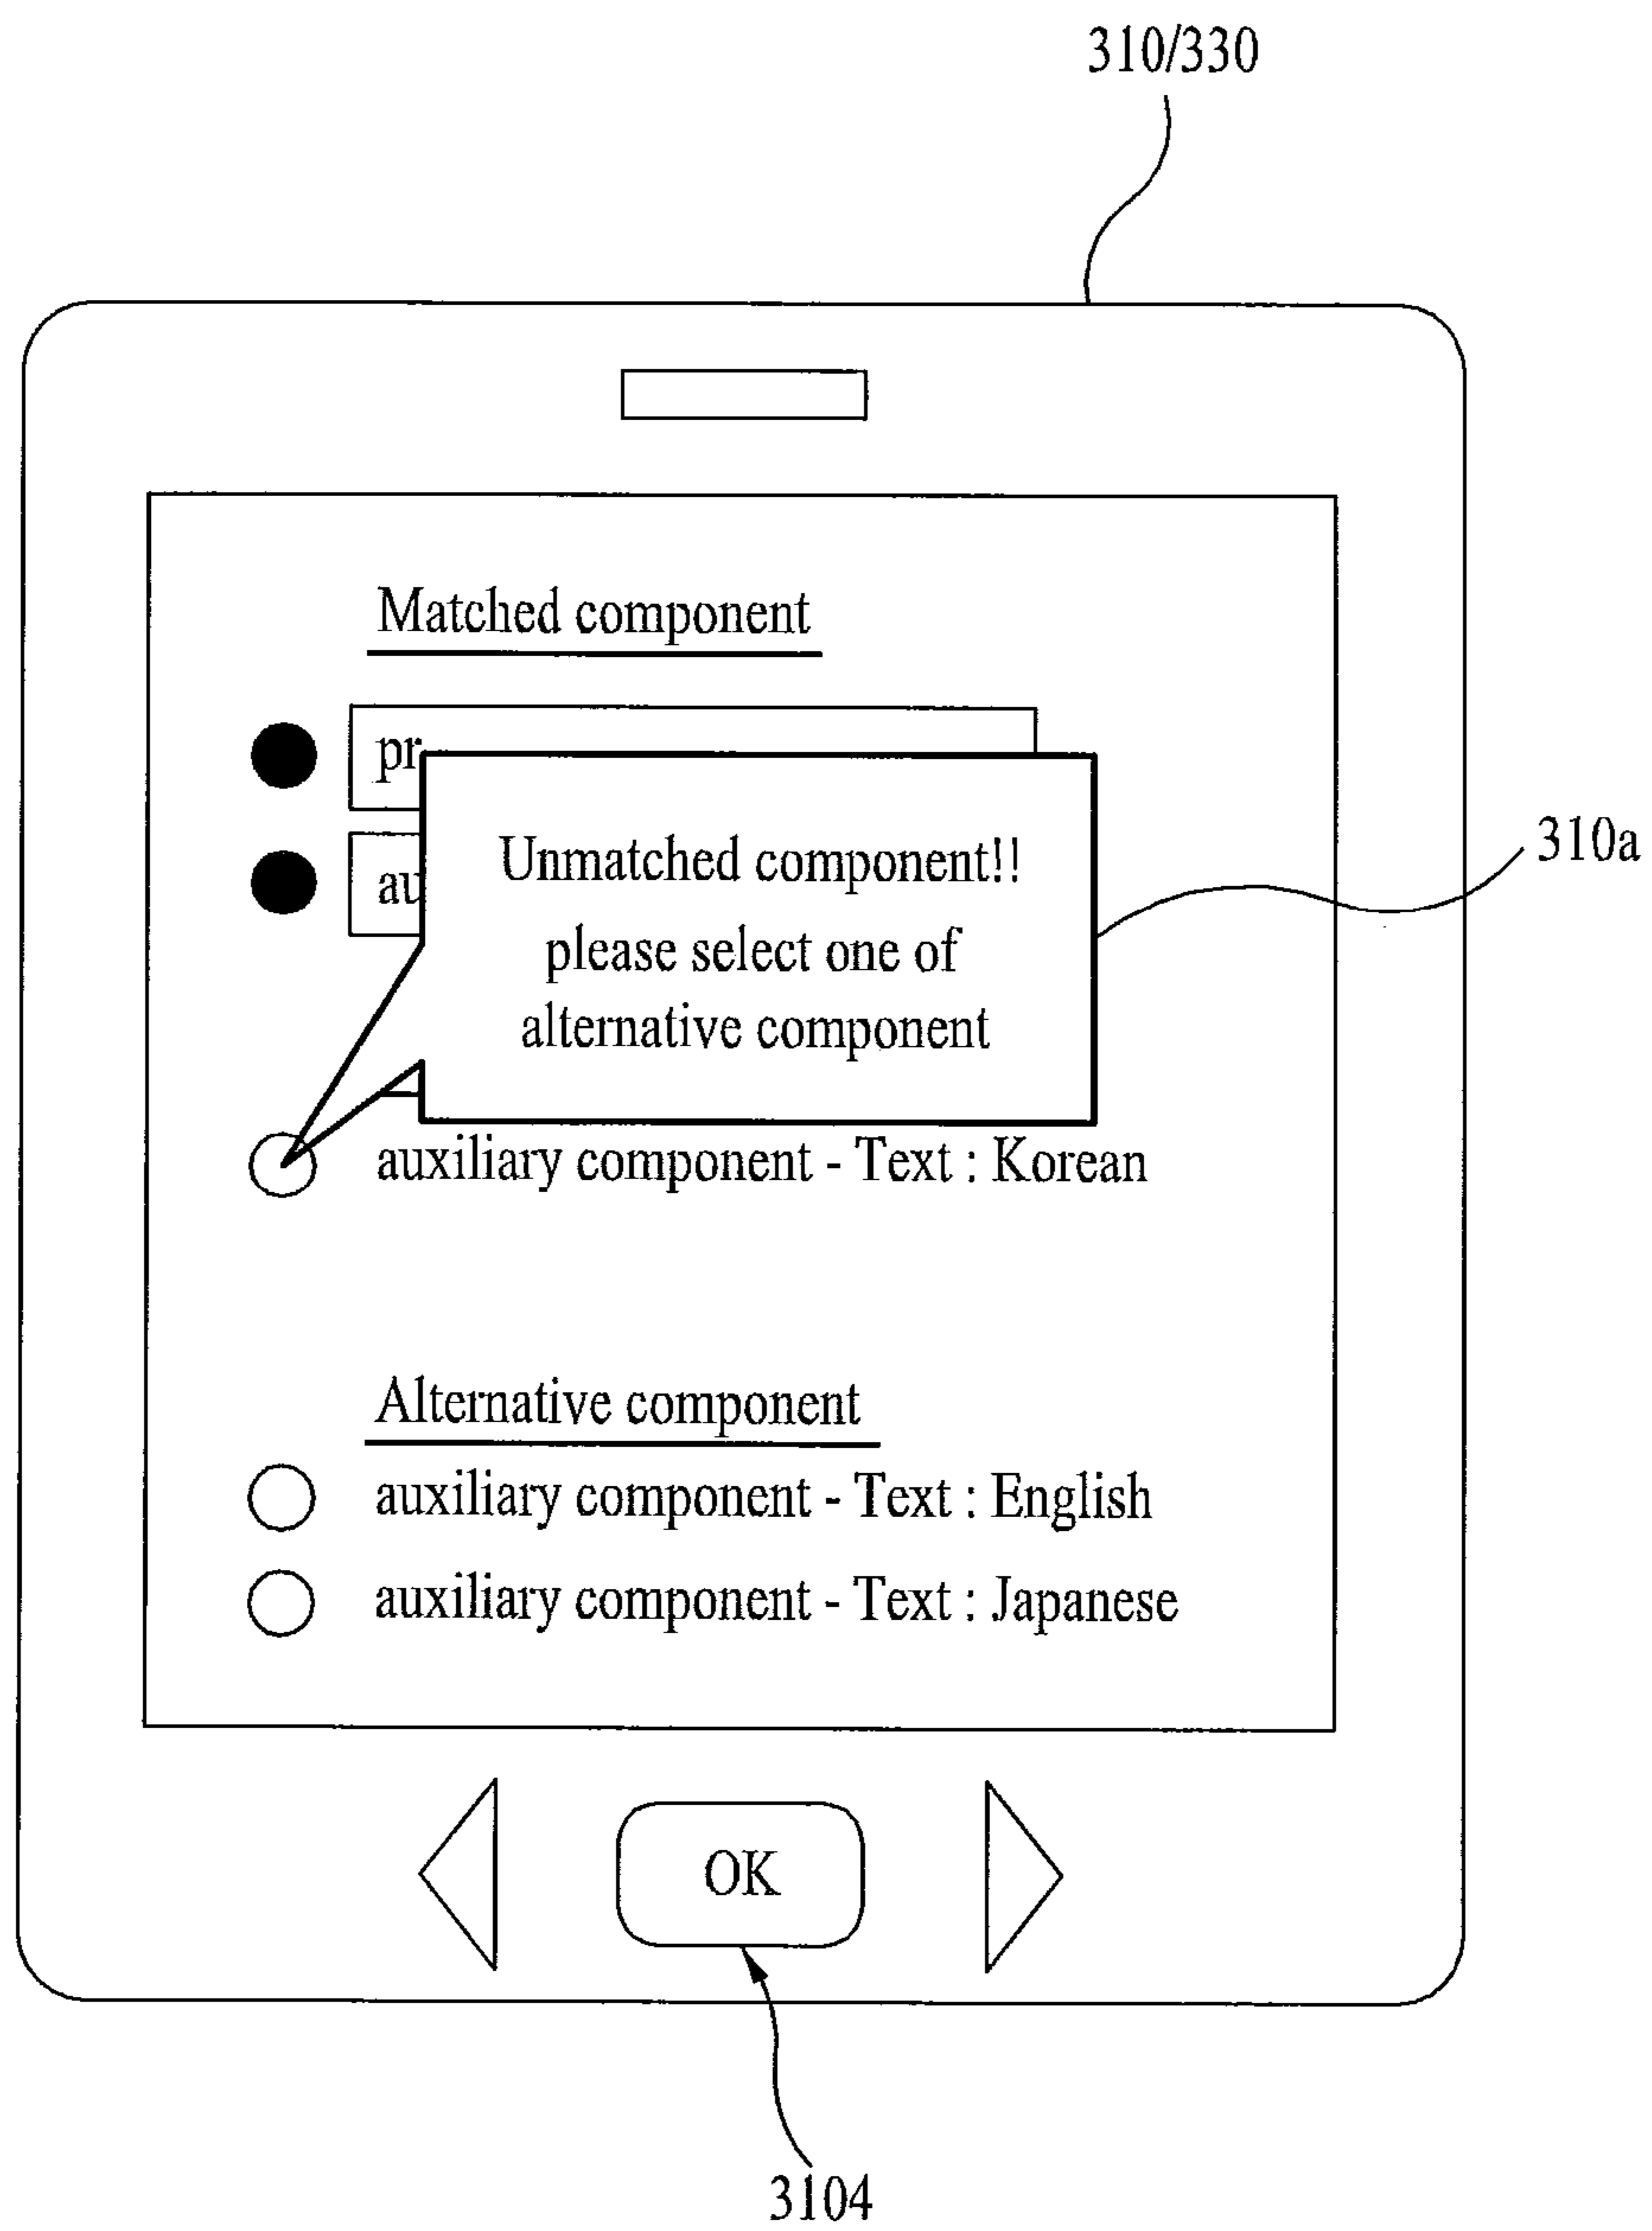 310/330
Matched component
pr
au
Unmatched component!!
please select one of
alternative component
310a
auxiliary component - Text : Korean
Alternative component
auxiliary component - Text : English
auxiliary component - Text : Japanese
OK
3104